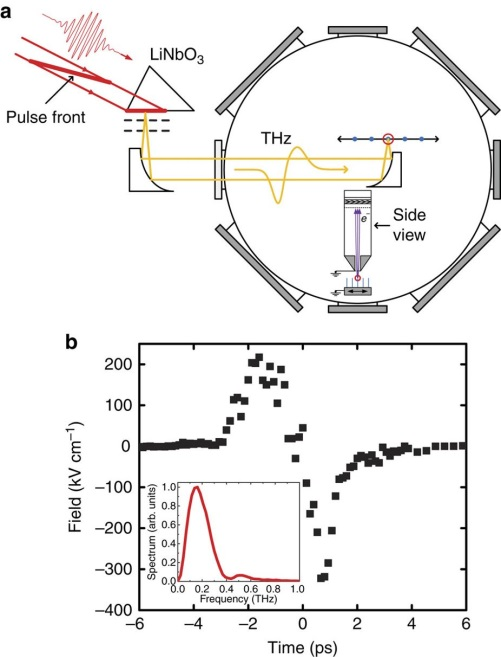 a
LiNbO3
Pulse front
THz
e-
Side
view
b
Field (kV cm−1)
200
100
0
−100
−200
−300
−400
−6
−4
−2
0
2
4
6
Time (ps)
Spectrum (arb. units)
1.0
0.8
0.6
0.4
0.2
0.0
0.0
0.2
0.4
0.6
0.8
1.0
Frequency (THz)